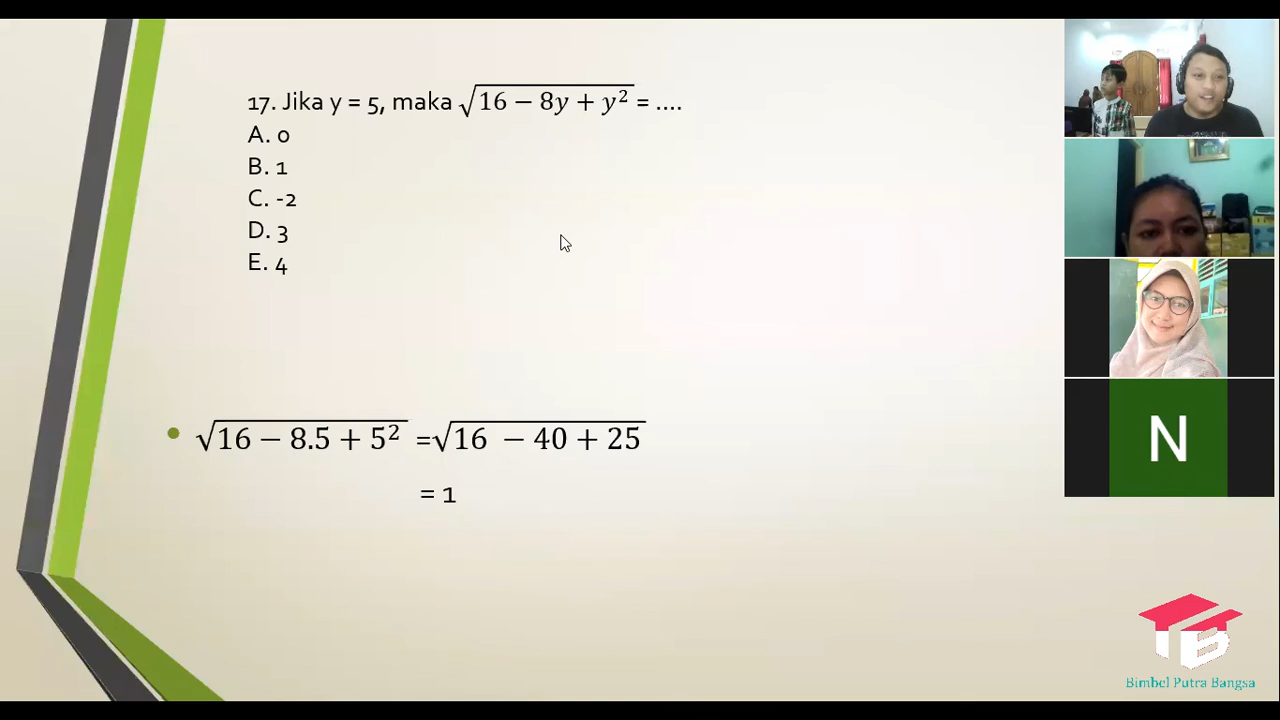 17. Jika y = 5, maka √(16 − 8y + y²) = ....
A. 0
B. 1
C. -2
D. 3
E. 4
√(16 − 8.5 + 5²) =√(16 − 40 + 25)
= 1
N
Bimbel Putra Bangsa